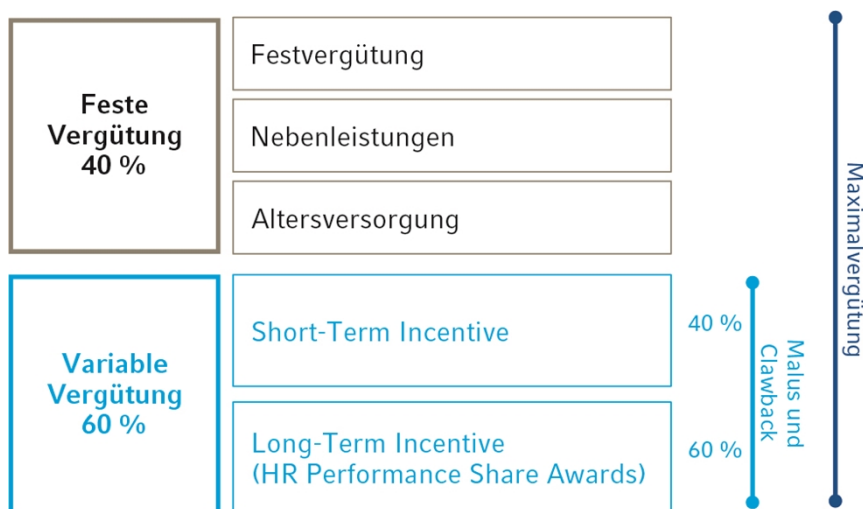 Feste
Vergütung
40 %
Festvergütung
Nebenleistungen
Altersversorgung
Variable
Vergütung
60 %
Short-Term Incentive
40 %
Long-Term Incentive
(HR Performance Share Awards)
60 %
Malus und
Clawback
Maximalvergütung